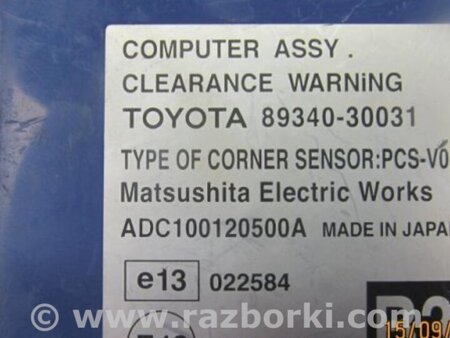 COMPUTER ASSY.
CLEARANCE WARNiNG
TOYOTA 89340-30031
TYPE OF CORNER SENSOR:PCS-V0
Matsushita Electric Works
ADC100120500A MADE IN JAPA
e13 022584
15/09/
www.razborki.com